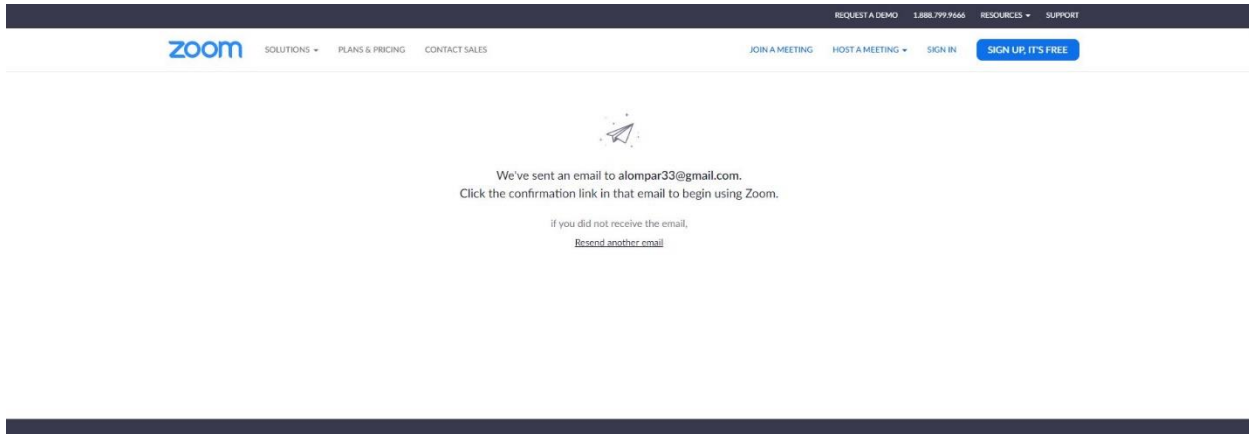 REQUEST A DEMO 1.888.799.9666 RESOURCES SUPPORT
zoom SOLUTIONS PLANS & PRICING CONTACT SALES JOIN A MEETING HOST A MEETING SIGN IN SIGN UP, IT'S FREE
We've sent an email to alompar33@gmail.com.
Click the confirmation link in that email to begin using Zoom.
if you did not receive the email,
Resend another email